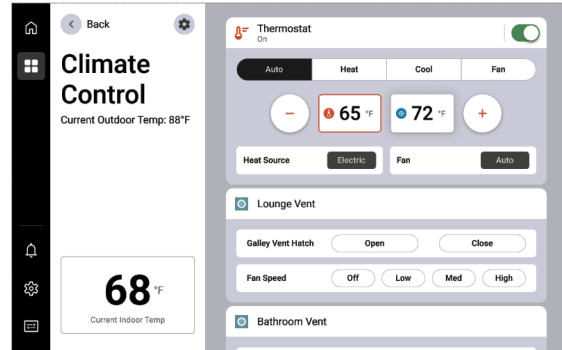 Back
Climate
Control
Current Outdoor Temp: 88°F
68°F
Current Indoor Temp
Thermostat
On
Auto Heat Cool Fan
− 65 °F 72 °F +
Heat Source Electric Fan Auto
Lounge Vent
Galley Vent Hatch Open Close
Fan Speed Off Low Med High
Bathroom Vent